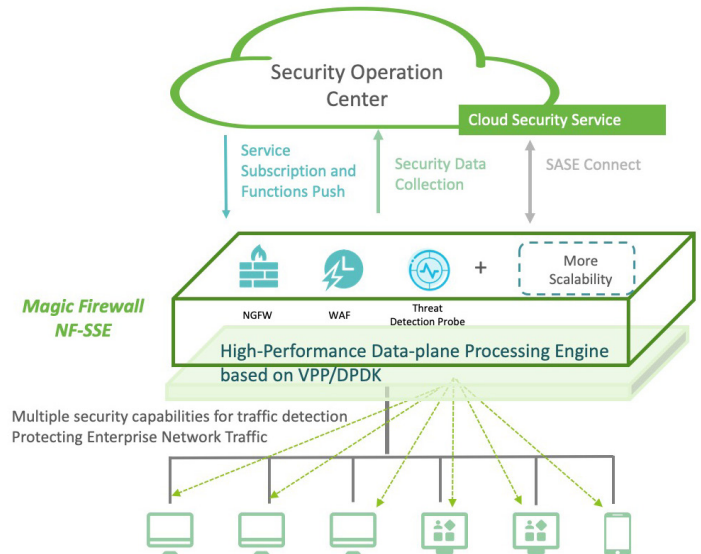 Security Operation
Center
Cloud Security Service
Service
Subscription and
Functions Push
Security Data
Collection
SASE Connect
More
Scalability
+
Magic Firewall
NF-SSE
NGFW
WAF
Threat
Detection Probe
High-Performance Data-plane Processing Engine
based on VPP/DPDK
Multiple security capabilities for traffic detection
Protecting Enterprise Network Traffic